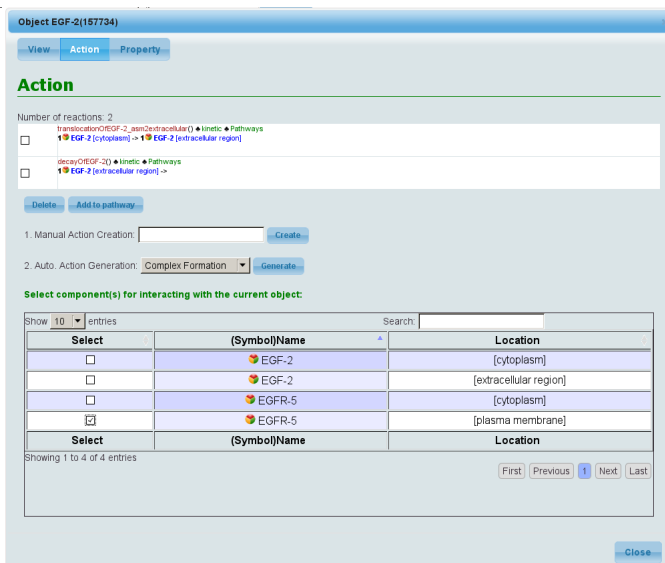 Object EGF-2(157734)
View Action Property
Action
Number of reactions: 2
translocationOfEGF-2_asm2extracellular() ♠kinetic ♠Pathways
1 EGF-2 [cytoplasm] -> 1 EGF-2 [extracellular region]
decayOfEGF-2() ♠kinetic ♠Pathways
1 EGF-2 [extracellular region] ->
Delete Add to pathway
1. Manual Action Creation: Create
2. Auto. Action Generation: Complex Formation Generate
Select component(s) for interacting with the current object:
Show 10 entries Search:
Select (Symbol)Name Location
EGF-2 [cytoplasm]
EGF-2 [extracellular region]
EGFR-5 [cytoplasm]
EGFR-5 [plasma membrane]
Select (Symbol)Name Location
Showing 1 to 4 of 4 entries
First Previous 1 Next Last
Close